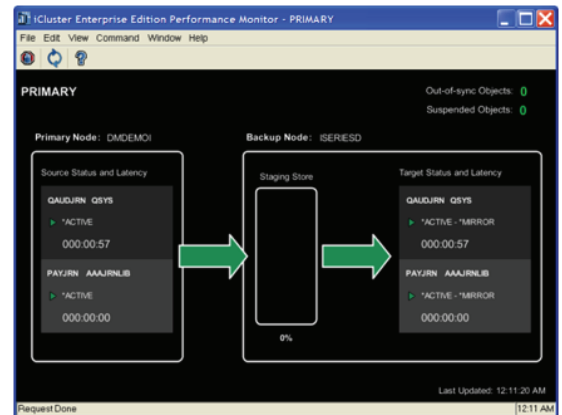 iCluster Enterprise Edition Performance Monitor - PRIMARY
File Edit View Command Window Help
PRIMARY
Out-of-sync Objects: 0
Suspended Objects: 0
Primary Node: DMDEMOI
Backup Node: ISERIESD
Source Status and Latency
QAUDJRN QSYS
*ACTIVE
000:00:57
PAYJRN AAAJRNLIB
*ACTIVE
000:00:00
Staging Store
0%
Target Status and Latency
QAUDJRN QSYS
*ACTIVE - *MIRROR
000:00:57
PAYJRN AAAJRNLIB
*ACTIVE - *MIRROR
000:00:00
Last Updated: 12:11:20 AM
Request Done
12:11 AM